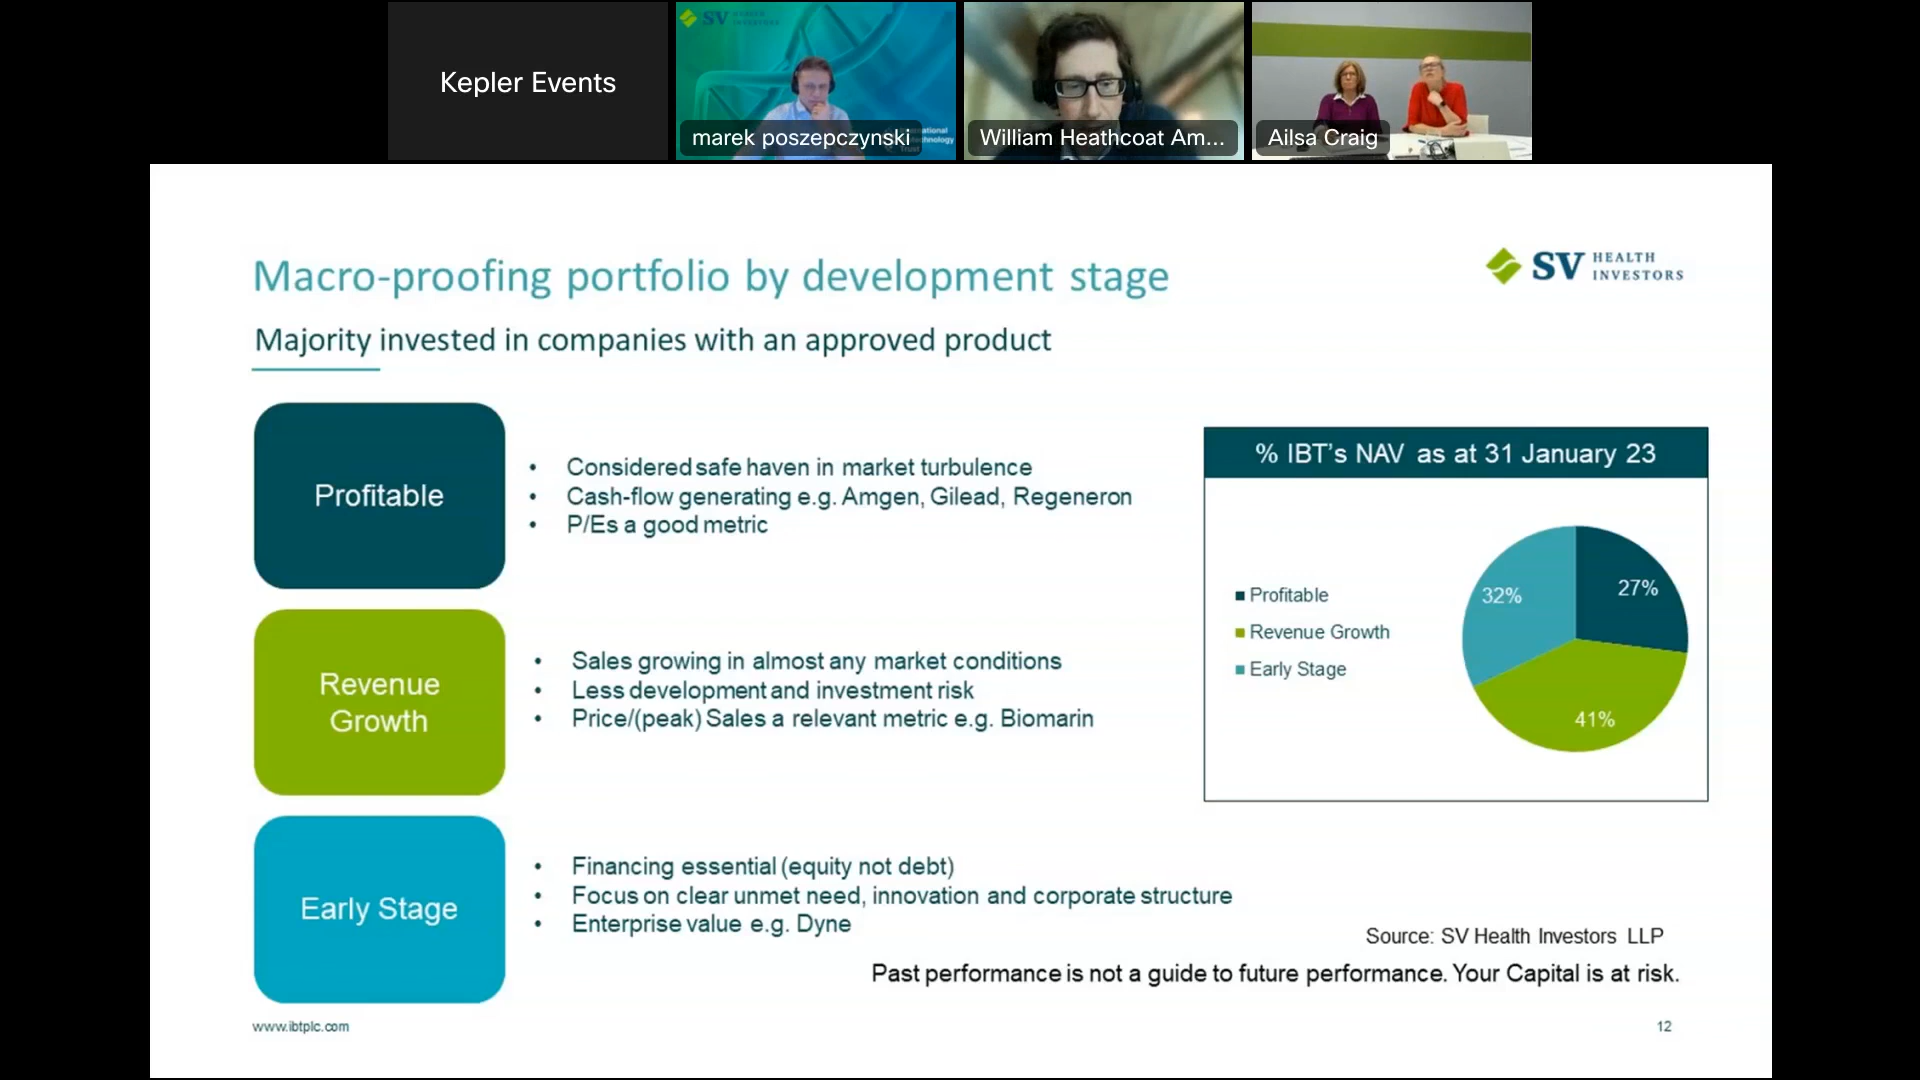 Kepler Events
SV HEALTH
INVESTORS
marek poszepczynski
William Heathcoat Am...
Ailsa Craig
Macro-proofing portfolio by development stage
SV HEALTH
INVESTORS
Majority invested in companies with an approved product
Profitable
• Considered safe haven in market turbulence
• Cash-flow generating e.g. Amgen, Gilead, Regeneron
• P/Es a good metric
Revenue
Growth
• Sales growing in almost any market conditions
• Less development and investment risk
• Price/(peak) Sales a relevant metric e.g. Biomarin
Early Stage
• Financing essential (equity not debt)
• Focus on clear unmet need, innovation and corporate structure
• Enterprise value e.g. Dyne
% IBT’s NAV as at 31 January 23
Profitable
Revenue Growth
Early Stage
32%
27%
41%
Source: SV Health Investors LLP
Past performance is not a guide to future performance. Your Capital is at risk.
www.ibtplc.com
12